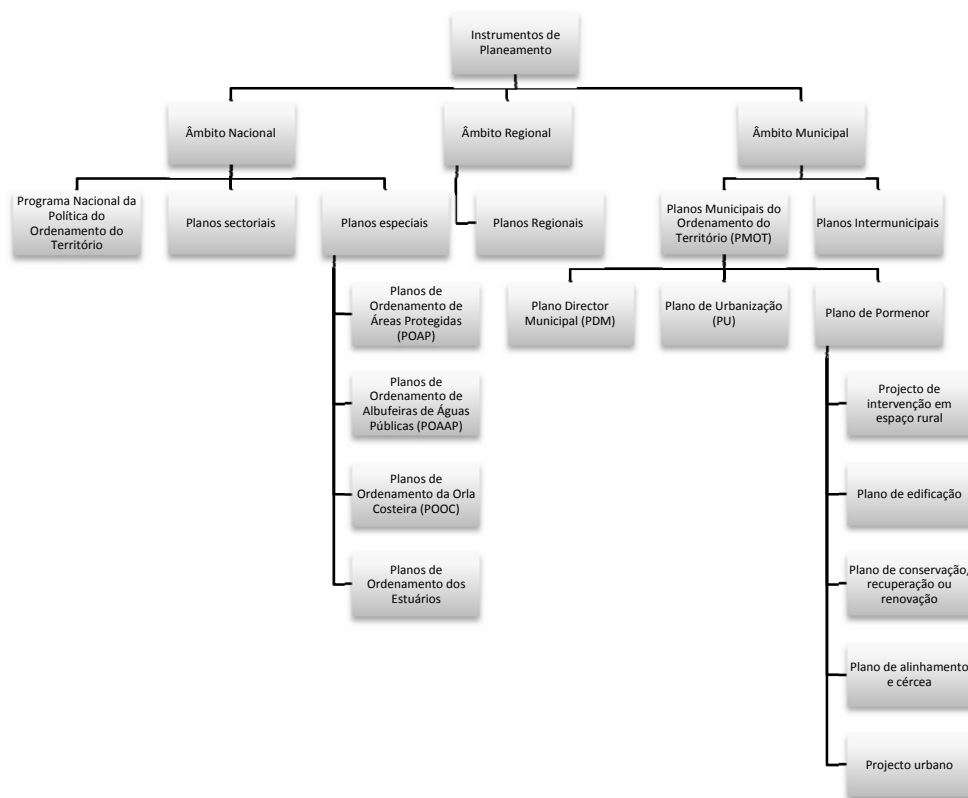 Instrumentos de
Planeamento
Âmbito Nacional
Âmbito Regional
Âmbito Municipal
Programa Nacional da
Política do
Ordenamento do
Território
Planos sectoriais
Planos especiais
Planos Regionais
Planos Municipais do
Ordenamento do
Território (PMOT)
Planos Intermunicipais
Planos de
Ordenamento de
Áreas Protegidas
(POAP)
Planos de
Ordenamento de
Albufeiras de Águas
Públicas (POAAP)
Planos de
Ordenamento da Orla
Costeira (POOC)
Planos de
Ordenamento dos
Estuários
Plano Director
Municipal (PDM)
Plano de Urbanização
(PU)
Plano de Pormenor
Projecto de
intervenção em
espaço rural
Plano de edificação
Plano de conservação,
recuperação ou
renovação
Plano de alinhamento
e cércea
Projecto urbano